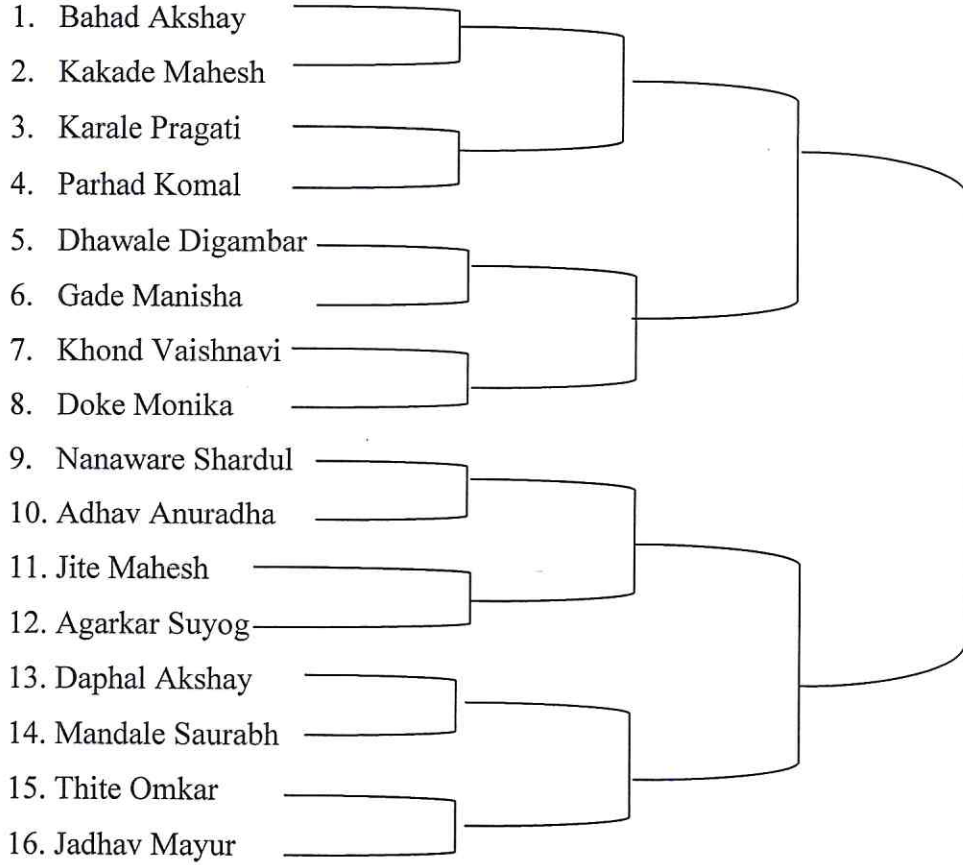 1. Bahad Akshay
2. Kakade Mahesh
3. Karale Pragati
4. Parhad Komal
5. Dhawale Digambar
6. Gade Manisha
7. Khond Vaishnavi
8. Doke Monika
9. Nanaware Shardul
10. Adhav Anuradha
11. Jite Mahesh
12. Agarkar Suyog
13. Daphal Akshay
14. Mandale Saurabh
15. Thite Omkar
16. Jadhav Mayur